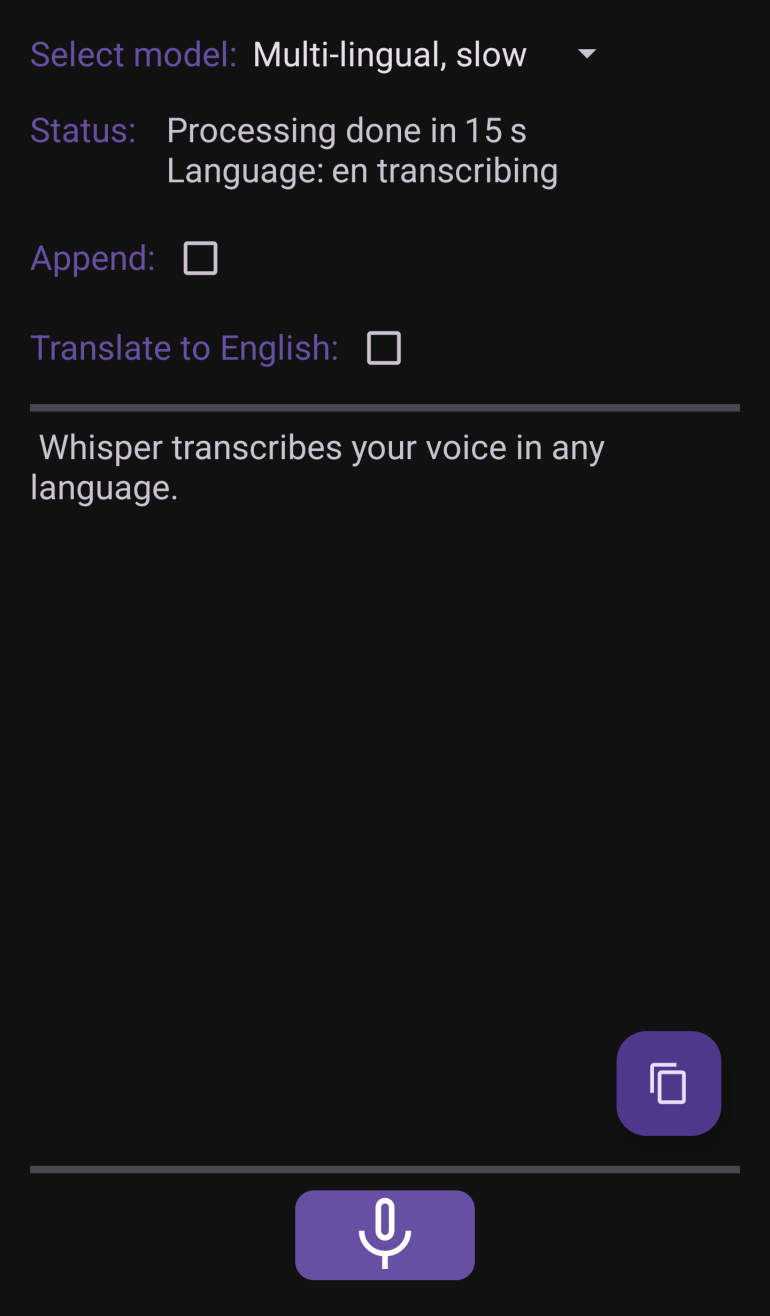 Select model: Multi-lingual, slow
Status: Processing done in 15 s
Language: en transcribing
Append:
Translate to English:
Whisper transcribes your voice in any
language.